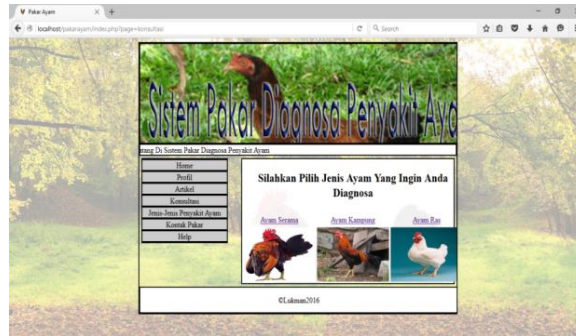 Pakar Ayam
localhost/pakarayam/index.php?page=konsultasi
Search
Sistem Pakar Diagnosa Penyakit Aya
atang Di Sistem Pakar Diagnosa Penyakit Ayam
Home
Profil
Artikel
Konsultasi
Jenis-Jenis Penyakit Ayam
Kontak Pakar
Help
Silahkan Pilih Jenis Ayam Yang Ingin Anda
Diagnosa
Ayam Serama
Ayam Kampung
Ayam Ras
©Lukman2016